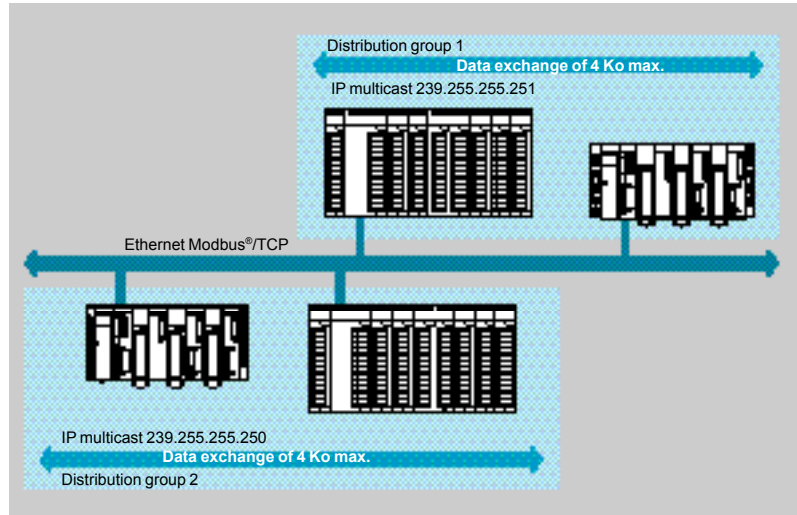 Distribution group 1
Data exchange of 4 Ko max.
IP multicast 239.255.255.251
Ethernet Modbus®/TCP
IP multicast 239.255.255.250
Data exchange of 4 Ko max.
Distribution group 2